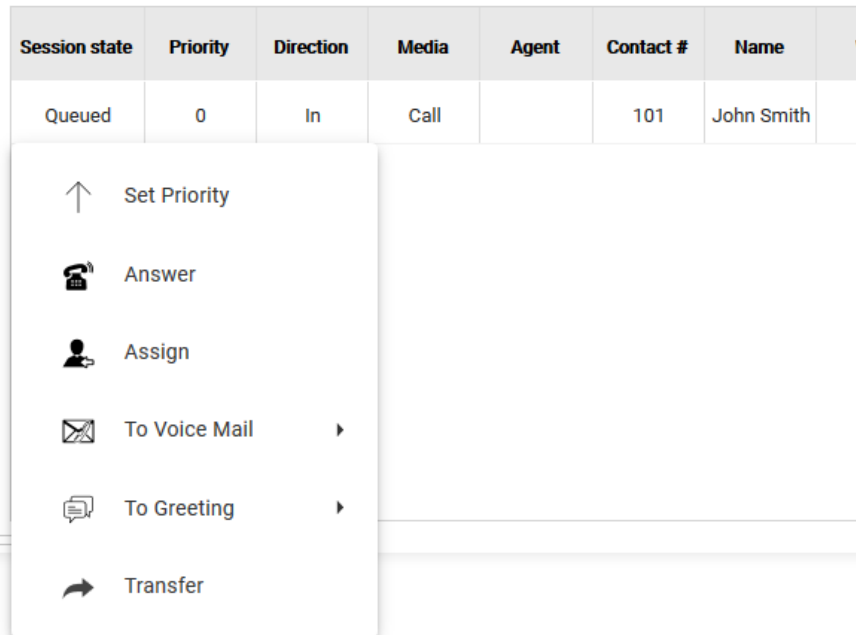 Session state Priority Direction Media Agent Contact # Name
Queued 0 In Call 101 John Smith
Set Priority
Answer
Assign
To Voice Mail
To Greeting
Transfer